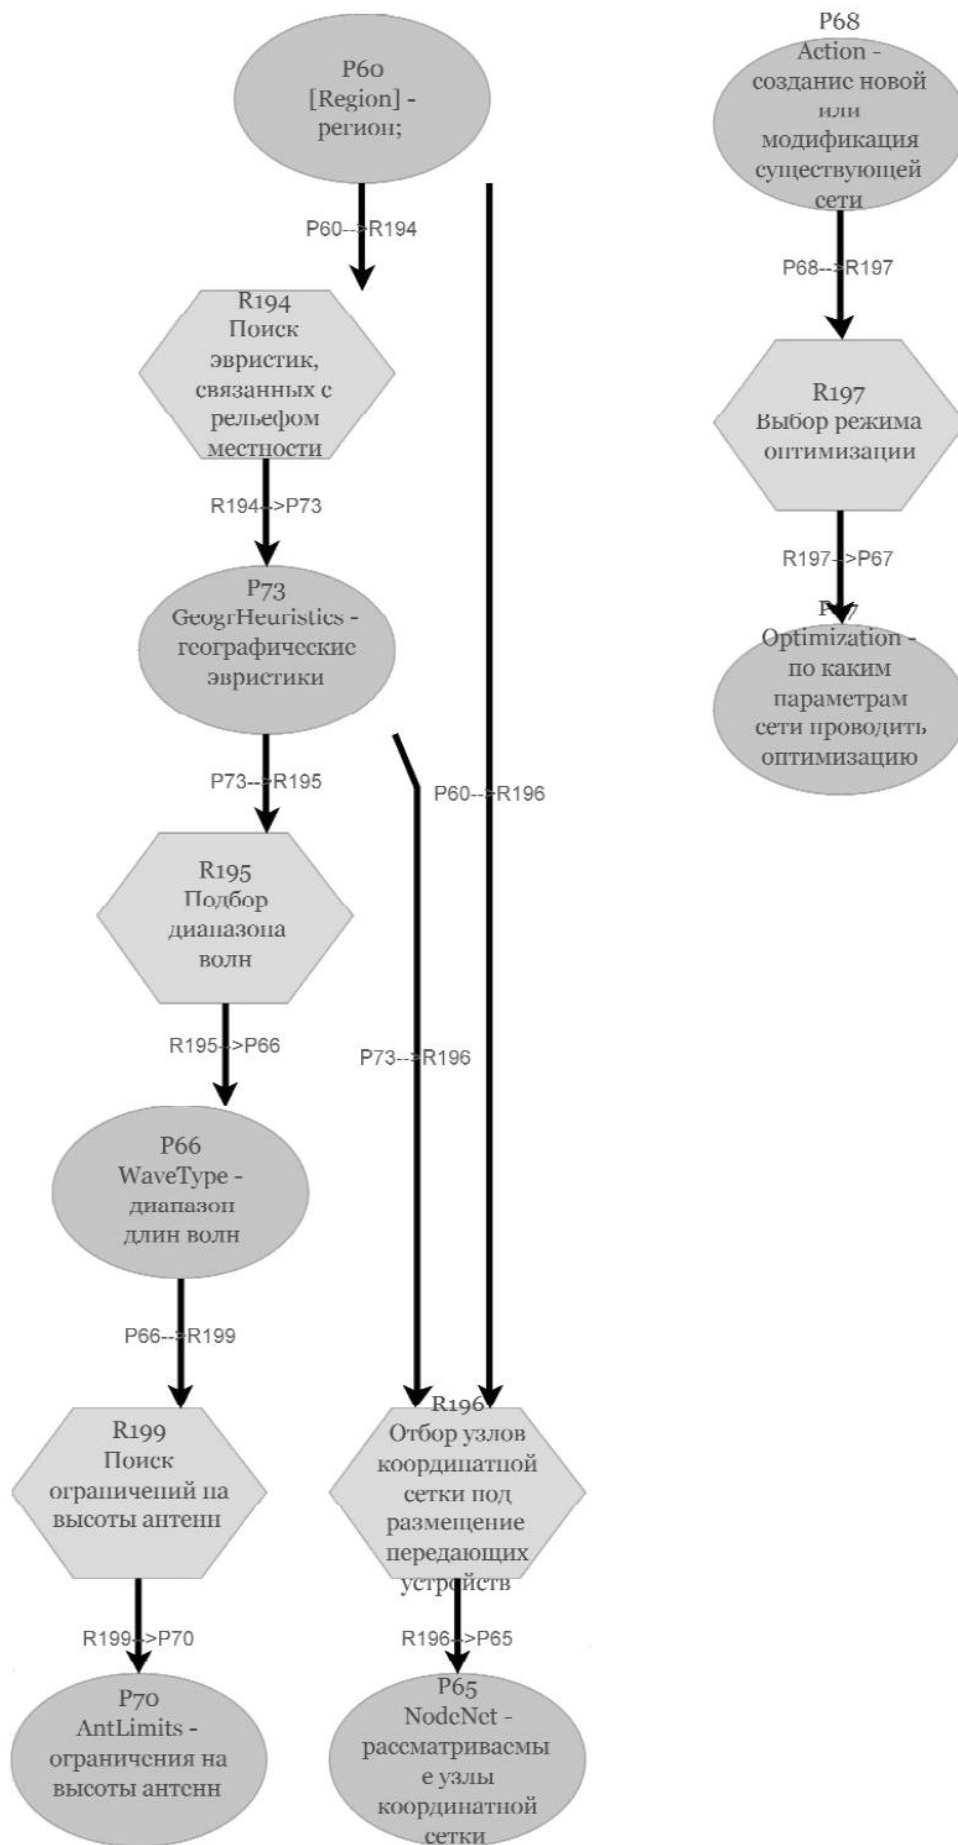 P60
[Region] -
регион;
P60-->R194
R194
Поиск
эвристик,
связанных с
рельефом
местности
R194-->P73
P73
GeogrHeuristics -
географические
эвристики
P73-->R195
P60-->R196
R195
Подбор
диапазона
волн
R195-->P66
P73-->R196
P66
WaveType -
диапазон
длин волн
P66-->R199
R199
Поиск
ограничений на
высоты антенн
R196
Отбор узлов
координатной
сетки под
размещение
передающих
устройств
R199-->P70
R196-->P65
P70
AntLimits -
ограничения на
высоты антенн
P65
NodeNet -
рассматриваемы
е узлы
координатной
сетки
P68
Action -
создание новой
или
модификация
существующей
сети
P68-->R197
R197
Выбор режима
оптимизации
R197-->P67
P67
Optimization -
по каким
параметрам
сети проводить
оптимизацию